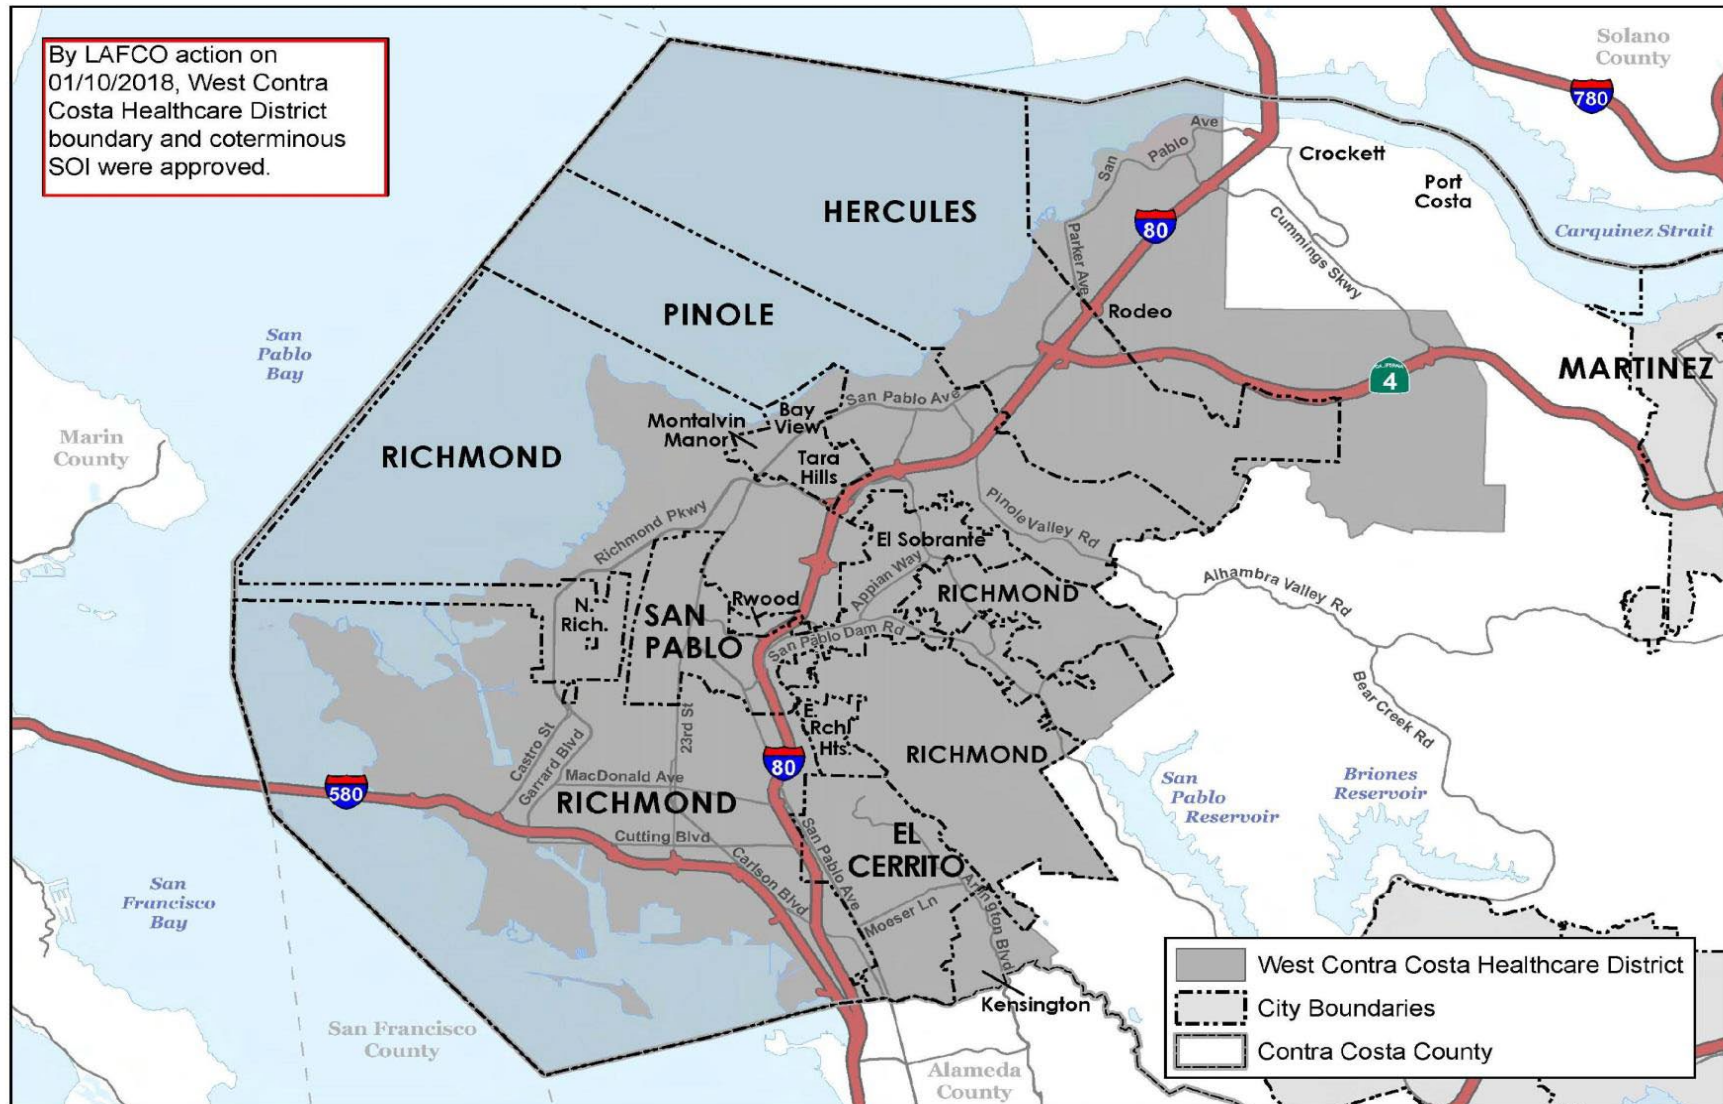 By LAFCO action on
01/10/2018, West Contra
Costa Healthcare District
boundary and coterminous
SOI were approved.
Solano
County
780
Ave
Pablo
San
Crockett
Port
Costa
HERCULES
80
Parker Ave
Cummings Skwy
Carquinez Strait
PINOLE
Rodeo
San
Pablo
Bay
MARTINEZ
4
San Pablo Ave
Bay
View
Montalvin
Manor
Marin
County
RICHMOND
Tara
Hills
Richmond Pkwy
Pinole Valley Rd
El Sobrante
Appian Way
Alhambra Valley Rd
RICHMOND
N.
Rich.
SAN
PABLO
Rwood
San Pablo Dam Rd
Bear Creek Rd
E.
Rch
Hts.
23rd St
Castro St
Garrard Blvd
RICHMOND
80
MacDonald Ave
580
RICHMOND
San
Pablo
Reservoir
Briones
Reservoir
Cutting Blvd
San Pablo Ave
EL
CERRITO
Carlson Blvd
Arlington Blvd
Moeser Ln
San
Francisco
Bay
Kensington
San Francisco
County
Alameda
County
West Contra Costa Healthcare District
City Boundaries
Contra Costa County